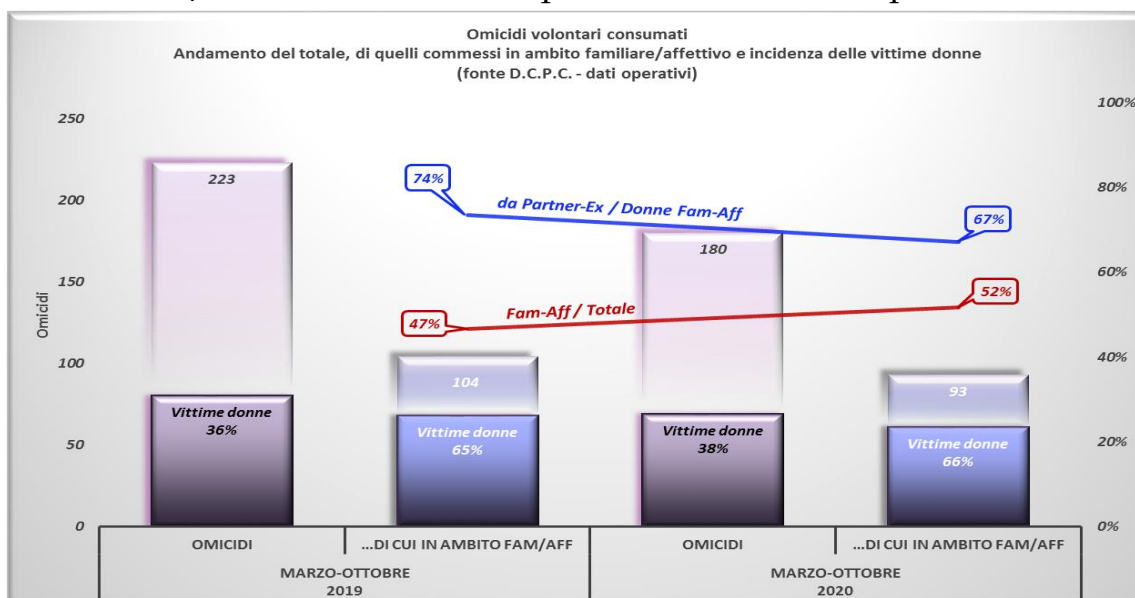 Omicidi volontari consumati
Andamento del totale, di quelli commessi in ambito familiare/affettivo e incidenza delle vittime donne
(fonte D.C.P.C. - dati operativi)
100%
250
223
74%
da Partner-Ex / Donne Fam-Aff
80%
200
67%
180
150
60%
52%
Fam-Aff / Totale
47%
Omicidi
100
104
93
40%
Vittime donne
36%
Vittime donne
65%
Vittime donne
38%
Vittime donne
66%
50
20%
0
0%
OMICIDI
...DI CUI IN AMBITO FAM/AFF
OMICIDI
...DI CUI IN AMBITO FAM/AFF
MARZO-OTTOBRE
2019
MARZO-OTTOBRE
2020